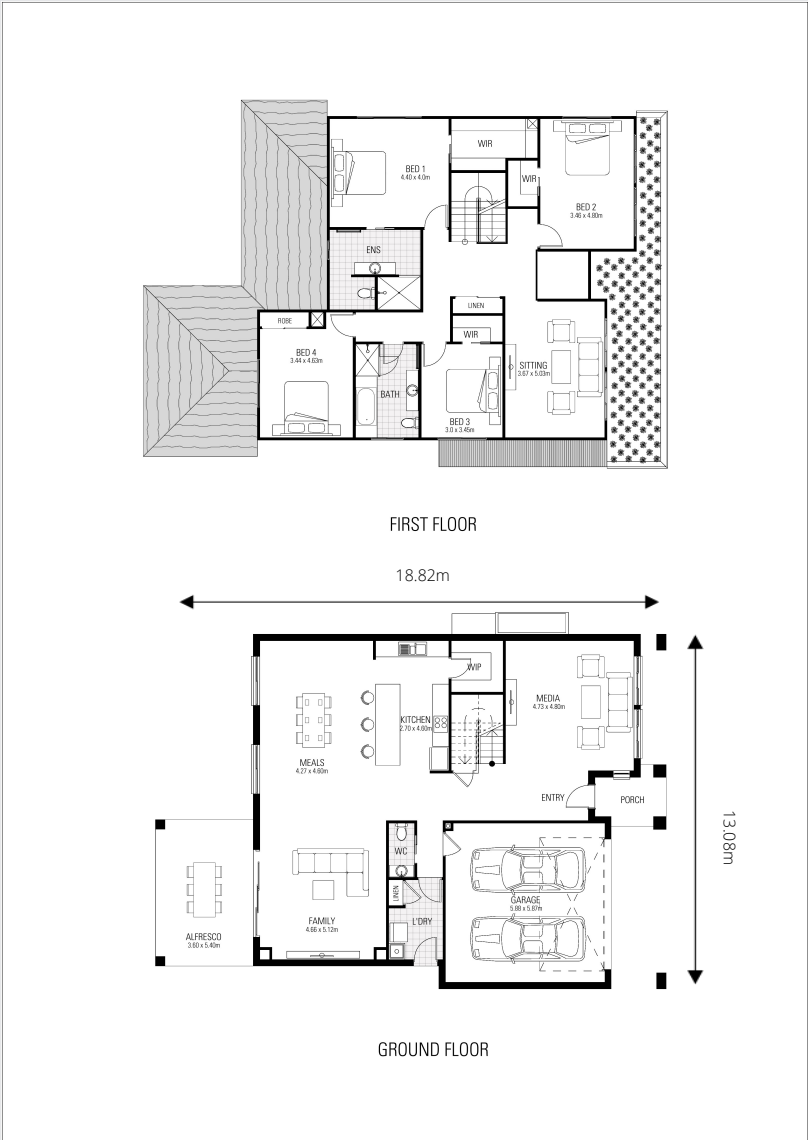 WIR
BED 1
4.40 x 4.0m
WIR
BED 2
3.46 x 4.80m
ENS
LINEN
ROBE
WIR
BED 4
3.44 x 4.63m
SITTING
3.67 x 5.03m
BATH
BED 3
3.0 x 3.45m
FIRST FLOOR
18.82m
WIP
MEDIA
4.73 x 4.80m
KITCHEN
2.70 x 4.60m
MEALS
4.27 x 4.60m
ENTRY
PORCH
13.08m
WC
LINEN
GARAGE
5.88 x 5.87m
FAMILY
4.66 x 5.12m
L'DRY
ALFRESCO
3.60 x 5.40m
GROUND FLOOR